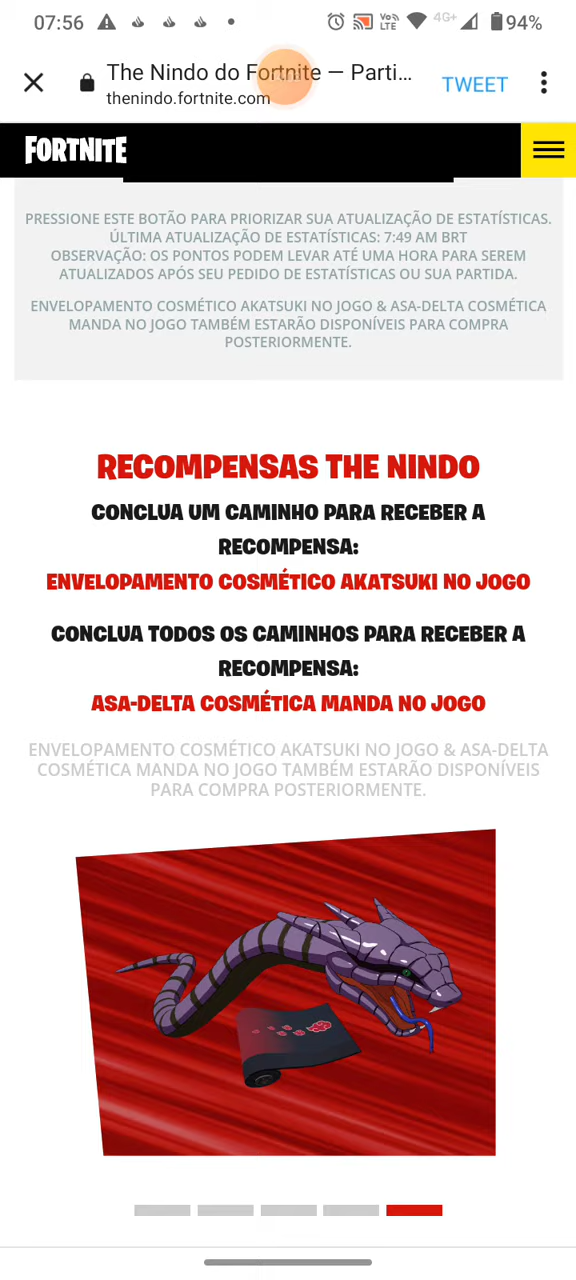 07:56
Vo) LTE
4G+
94%
The Nindo do Fortnite — Parti...
thenindo.fortnite.com
TWEET
FORTNITE
PRESSIONE ESTE BOTÃO PARA PRIORIZAR SUA ATUALIZAÇÃO DE ESTATÍSTICAS.
ÚLTIMA ATUALIZAÇÃO DE ESTATÍSTICAS: 7:49 AM BRT
OBSERVAÇÃO: OS PONTOS PODEM LEVAR ATÉ UMA HORA PARA SEREM
ATUALIZADOS APÓS SEU PEDIDO DE ESTATÍSTICAS OU SUA PARTIDA.
ENVELOPAMENTO COSMÉTICO AKATSUKI NO JOGO & ASA-DELTA COSMÉTICA
MANDA NO JOGO TAMBÉM ESTARÃO DISPONÍVEIS PARA COMPRA
POSTERIORMENTE.
RECOMPENSAS THE NINDO
CONCLUA UM CAMINHO PARA RECEBER A
RECOMPENSA:
ENVELOPAMENTO COSMÉTICO AKATSUKI NO JOGO
CONCLUA TODOS OS CAMINHOS PARA RECEBER A
RECOMPENSA:
ASA-DELTA COSMÉTICA MANDA NO JOGO
ENVELOPAMENTO COSMÉTICO AKATSUKI NO JOGO & ASA-DELTA
COSMÉTICA MANDA NO JOGO TAMBÉM ESTARÃO DISPONÍVEIS
PARA COMPRA POSTERIORMENTE.